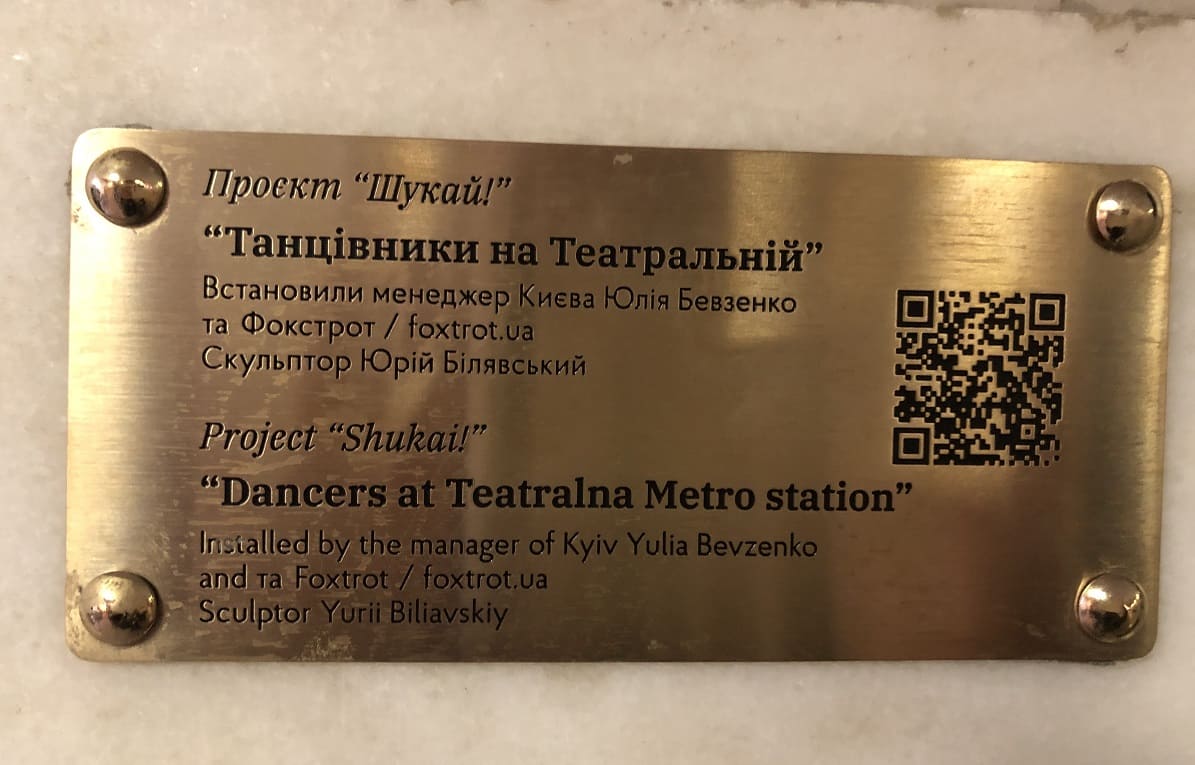 Проєкт “Шукай!”
“Танцівники на Театральній”
Встановили менеджер Києва Юлія Бевзенко
та Фокстрот / foxtrot.ua
Скульптор Юрій Білявський
Project “Shukai!”
“Dancers at Teatralna Metro station”
Installed by the manager of Kyiv Yulia Bevzenko
and та Foxtrot / foxtrot.ua
Sculptor Yurii Biliavskiy